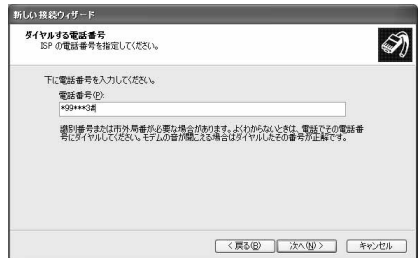 新しい接続ウィザード
ダイヤルする電話番号
ISP の電話番号を指定してください。
下に電話番号を入力してください。
電話番号(P):
*99***3#
識別番号または市外局番が必要な場合があります。よくわからないときは、電話でその電話番
号にダイヤルしてください。モデムの音が聞こえる場合はダイヤルしたその番号が正解です。
< 戻る(B) 次へ(N) > キャンセル